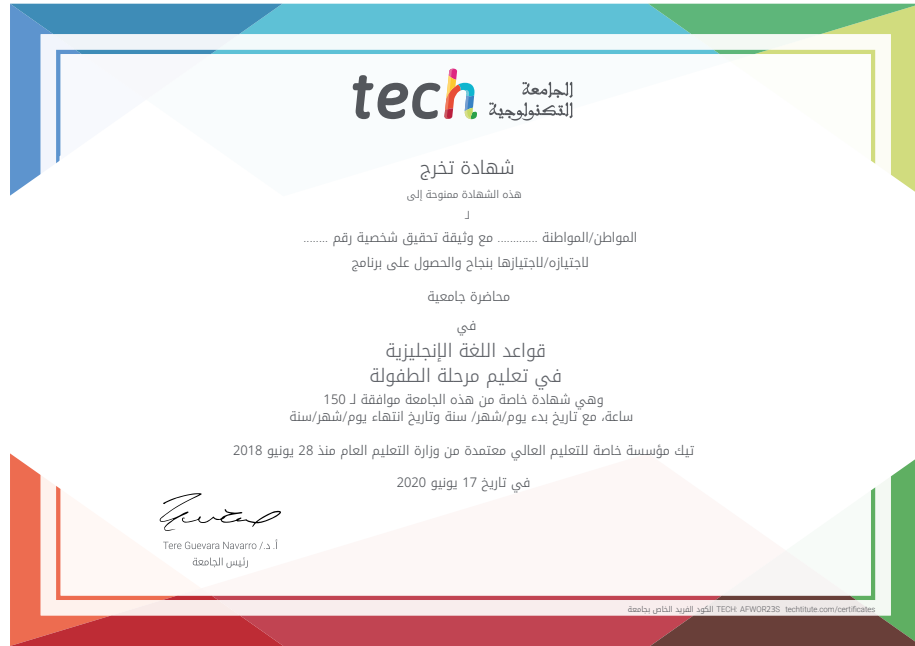 tech الجامعة
التكنولوجية
شهادة تخرج
هذه الشهادة ممنوحة إلى
لـ
المواطن/المواطنة ............ مع وثيقة تحقيق شخصية رقم ........
لاجتيازه/لاجتيازها بنجاح والحصول على برنامج
محاضرة جامعية
في
قواعد اللغة الإنجليزية
في تعليم مرحلة الطفولة
وهي شهادة خاصة من هذه الجامعة موافقة لـ 150
ساعة، مع تاريخ بدء يوم/شهر/ سنة وتاريخ انتهاء يوم/شهر/سنة
تيك مؤسسة خاصة للتعليم العالي معتمدة من وزارة التعليم العام منذ 28 يونيو 2018
في تاريخ 17 يونيو 2020
أ. د./ Tere Guevara Navarro
رئيس الجامعة
الكود الفريد الخاص بجامعة TECH: AFWOR23S techtitute.com/certificates